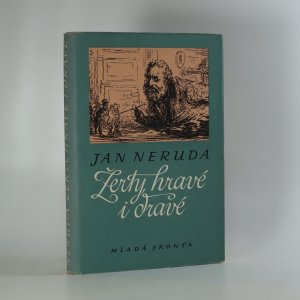 JAN NERUDA
Žerty hravé
i dravé
MLADÁ FRONTA